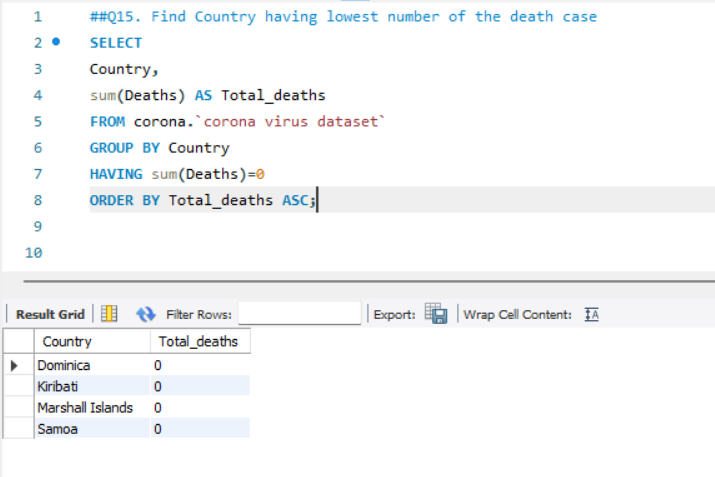 1 ##Q15. Find Country having lowest number of the death case
2 SELECT
3 Country,
4 sum(Deaths) AS Total_deaths
5 FROM corona.`corona virus dataset`
6 GROUP BY Country
7 HAVING sum(Deaths)=0
8 ORDER BY Total_deaths ASC;
9
10
Result Grid Filter Rows: Export: Wrap Cell Content: IA
Country Total_deaths
Dominica 0
Kiribati 0
Marshall Islands 0
Samoa 0